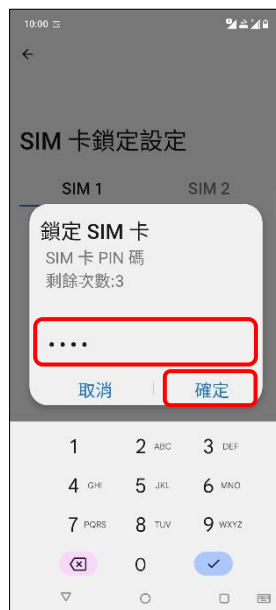 10:00
SIM 卡鎖定設定
SIM 1 SIM 2
鎖定 SIM 卡
SIM 卡 PIN 碼
剩餘次數:3
••••
取消 確定
1 2 ABC 3 DEF
4 GHI 5 JKL 6 MNO
7 PQRS 8 TUV 9 WXYZ
0